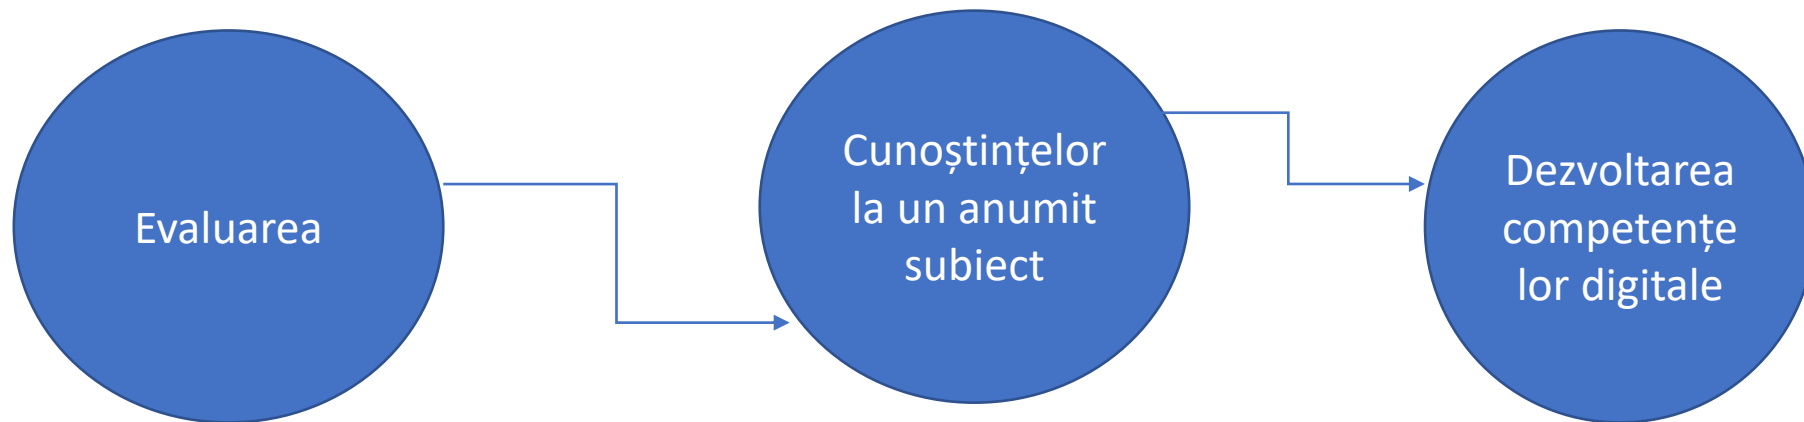 Evaluarea
Cunoștințelor
la un anumit
subiect
Dezvoltarea
competențe
lor digitale